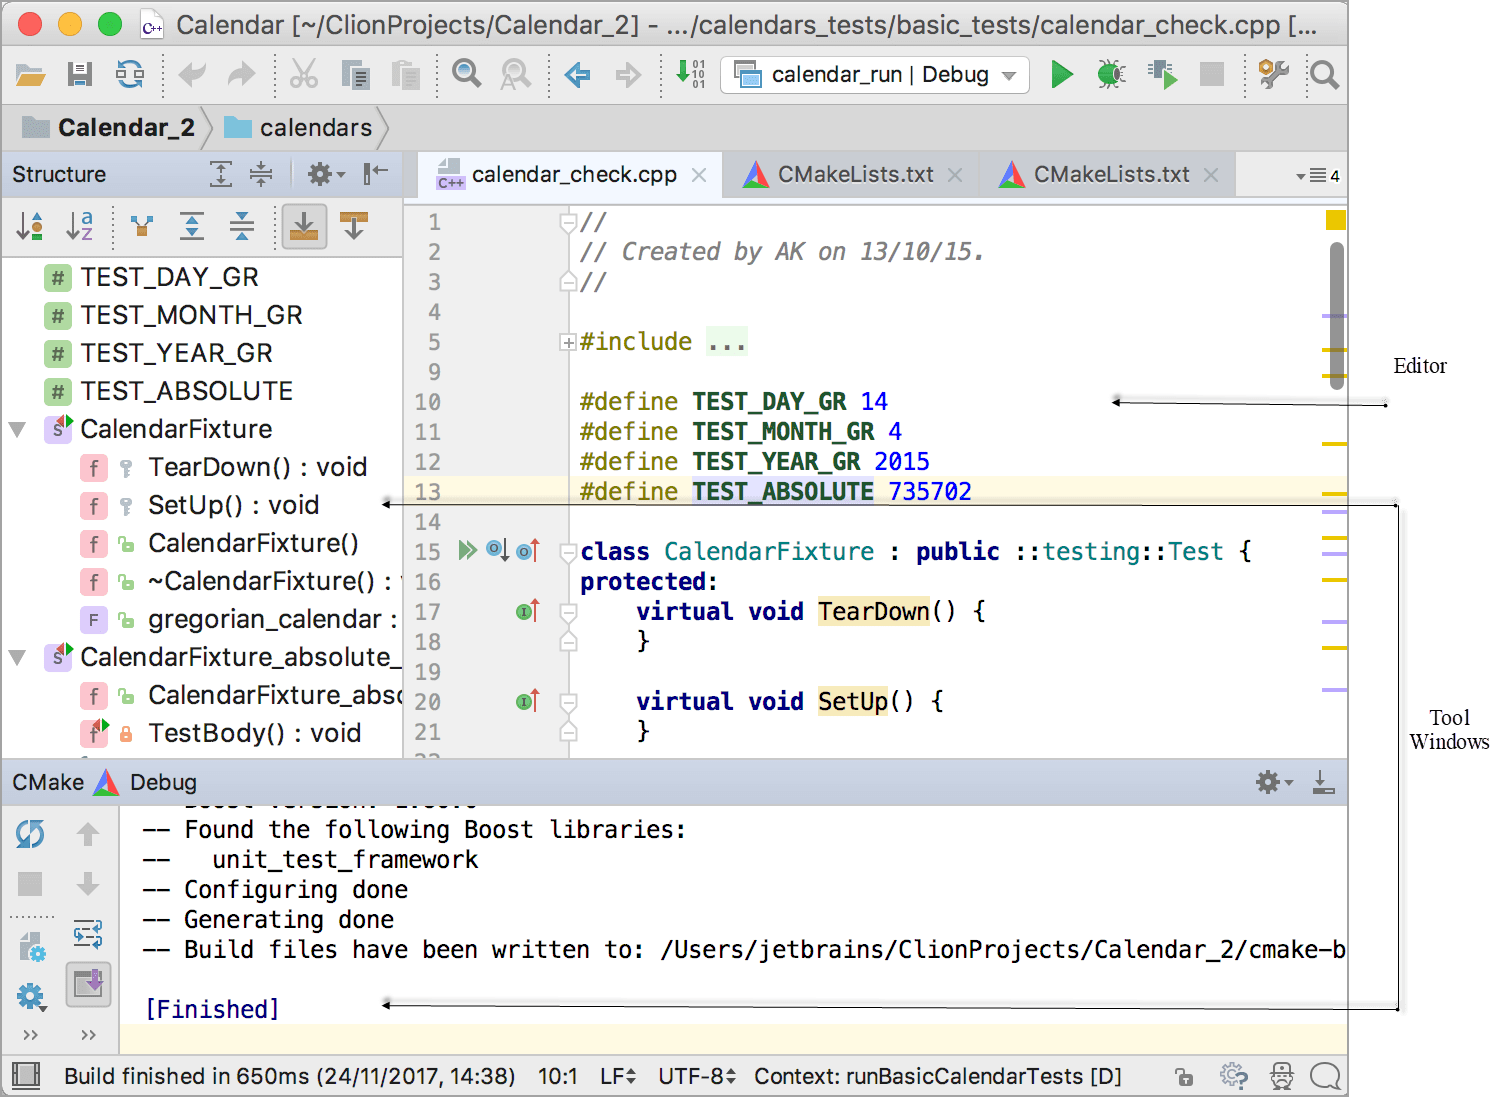 Calendar [~/ClionProjects/Calendar_2] - .../calendars_tests/basic_tests/calendar_check.cpp [...
calendar_run | Debug
Calendar_2 calendars
Structure
calendar_check.cpp CMakeLists.txt CMakeLists.txt 4
TEST_DAY_GR
TEST_MONTH_GR
TEST_YEAR_GR
TEST_ABSOLUTE
CalendarFixture
TearDown() : void
SetUp() : void
CalendarFixture()
~CalendarFixture() :
gregorian_calendar :
CalendarFixture_absolute_
CalendarFixture_abso
TestBody() : void
1 //
2 // Created by AK on 13/10/15.
3 //
4
5 #include ...
9
10 #define TEST_DAY_GR 14
11 #define TEST_MONTH_GR 4
12 #define TEST_YEAR_GR 2015
13 #define TEST_ABSOLUTE 735702
14
15 class CalendarFixture : public ::testing::Test {
16 protected:
17 virtual void TearDown() {
18 }
19
20 virtual void SetUp() {
21 }
Editor
Tool
Windows
CMake Debug
-- Found the following Boost libraries:
-- unit_test_framework
-- Configuring done
-- Generating done
-- Build files have been written to: /Users/jetbrains/ClionProjects/Calendar_2/cmake-b
[Finished]
Build finished in 650ms (24/11/2017, 14:38) 10:1 LF UTF-8 Context: runBasicCalendarTests [D]